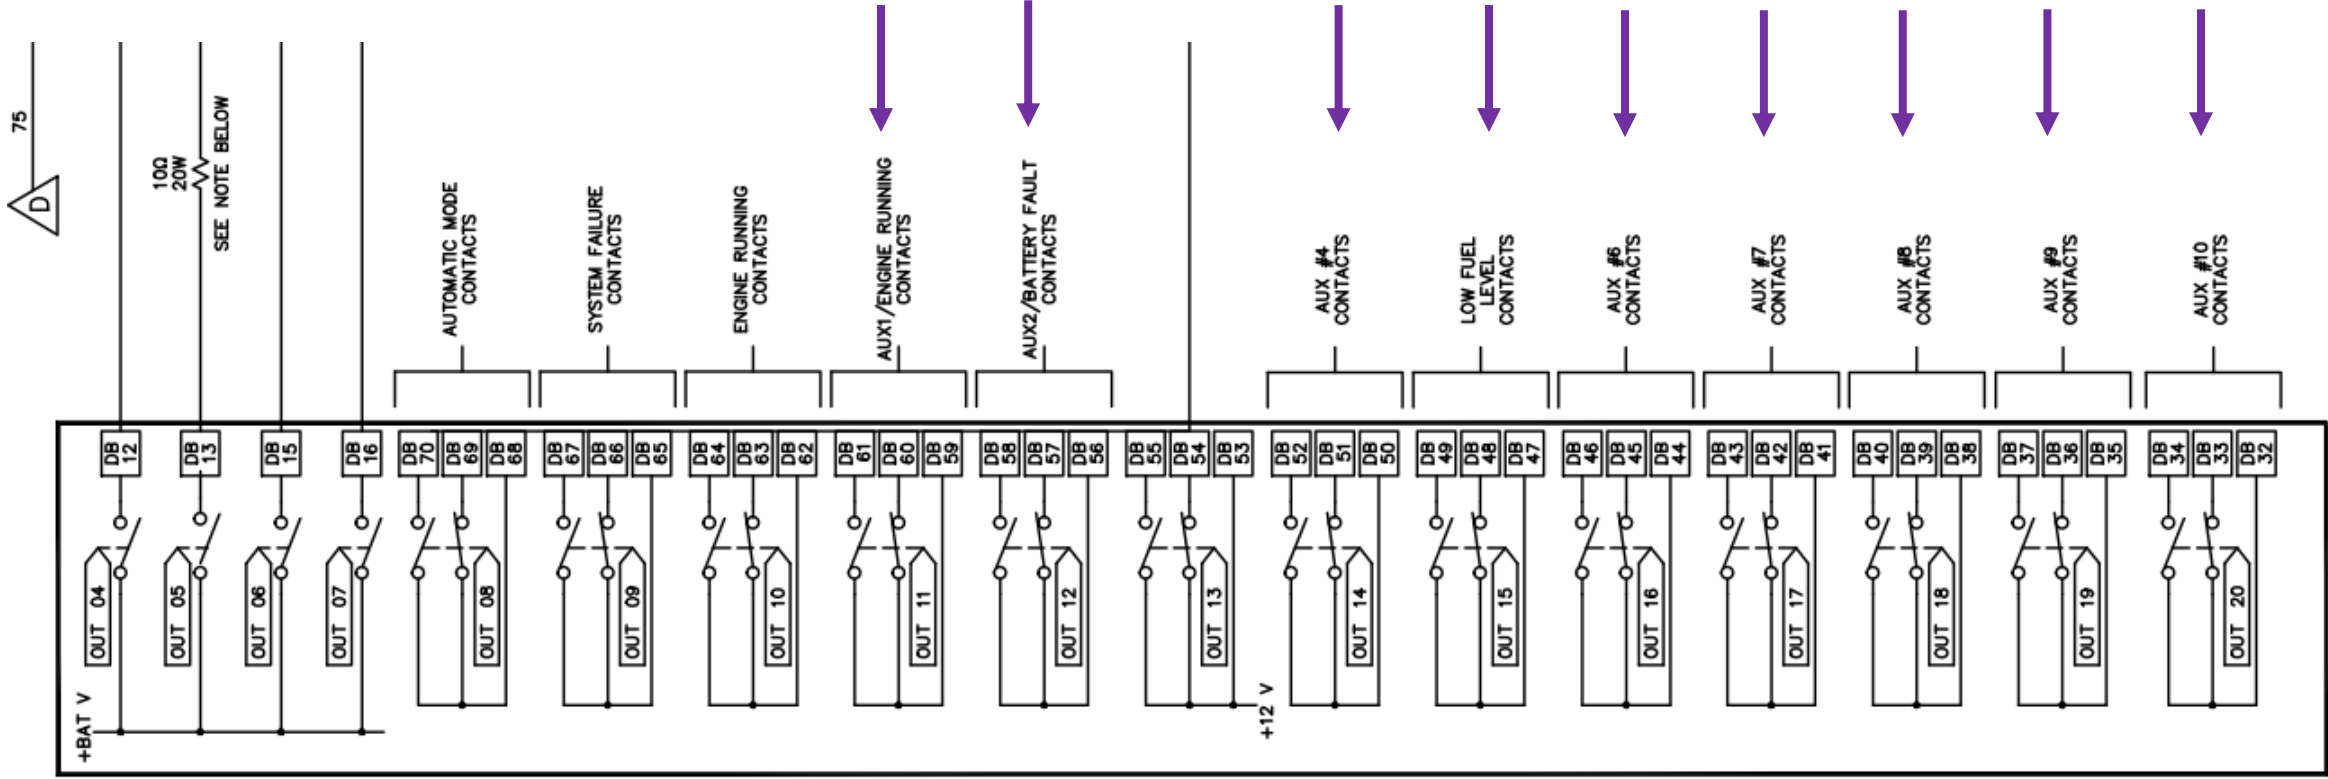 75
D
10Ω
20W
SEE NOTE BELOW
AUTOMATIC MODE
CONTACTS
SYSTEM FAILURE
CONTACTS
ENGINE RUNNING
CONTACTS
AUX1/ENGINE RUNNING
CONTACTS
AUX2/BATTERY FAULT
CONTACTS
AUX #4
CONTACTS
LOW FUEL
LEVEL
CONTACTS
AUX #6
CONTACTS
AUX #7
CONTACTS
AUX #8
CONTACTS
AUX #9
CONTACTS
AUX #10
CONTACTS
DB
12
DB
13
DB
15
DB
16
DB
70
DB
69
DB
68
DB
67
DB
66
DB
65
DB
64
DB
63
DB
62
DB
61
DB
60
DB
59
DB
58
DB
57
DB
56
DB
55
DB
54
DB
53
DB
52
DB
51
DB
50
DB
49
DB
48
DB
47
DB
46
DB
45
DB
44
DB
43
DB
42
DB
41
DB
40
DB
39
DB
38
DB
37
DB
36
DB
35
DB
34
DB
33
DB
32
OUT 04
OUT 05
OUT 06
OUT 07
OUT 08
OUT 09
OUT 10
OUT 11
OUT 12
OUT 13
OUT 14
OUT 15
OUT 16
OUT 17
OUT 18
OUT 19
OUT 20
+BAT V
+12 V